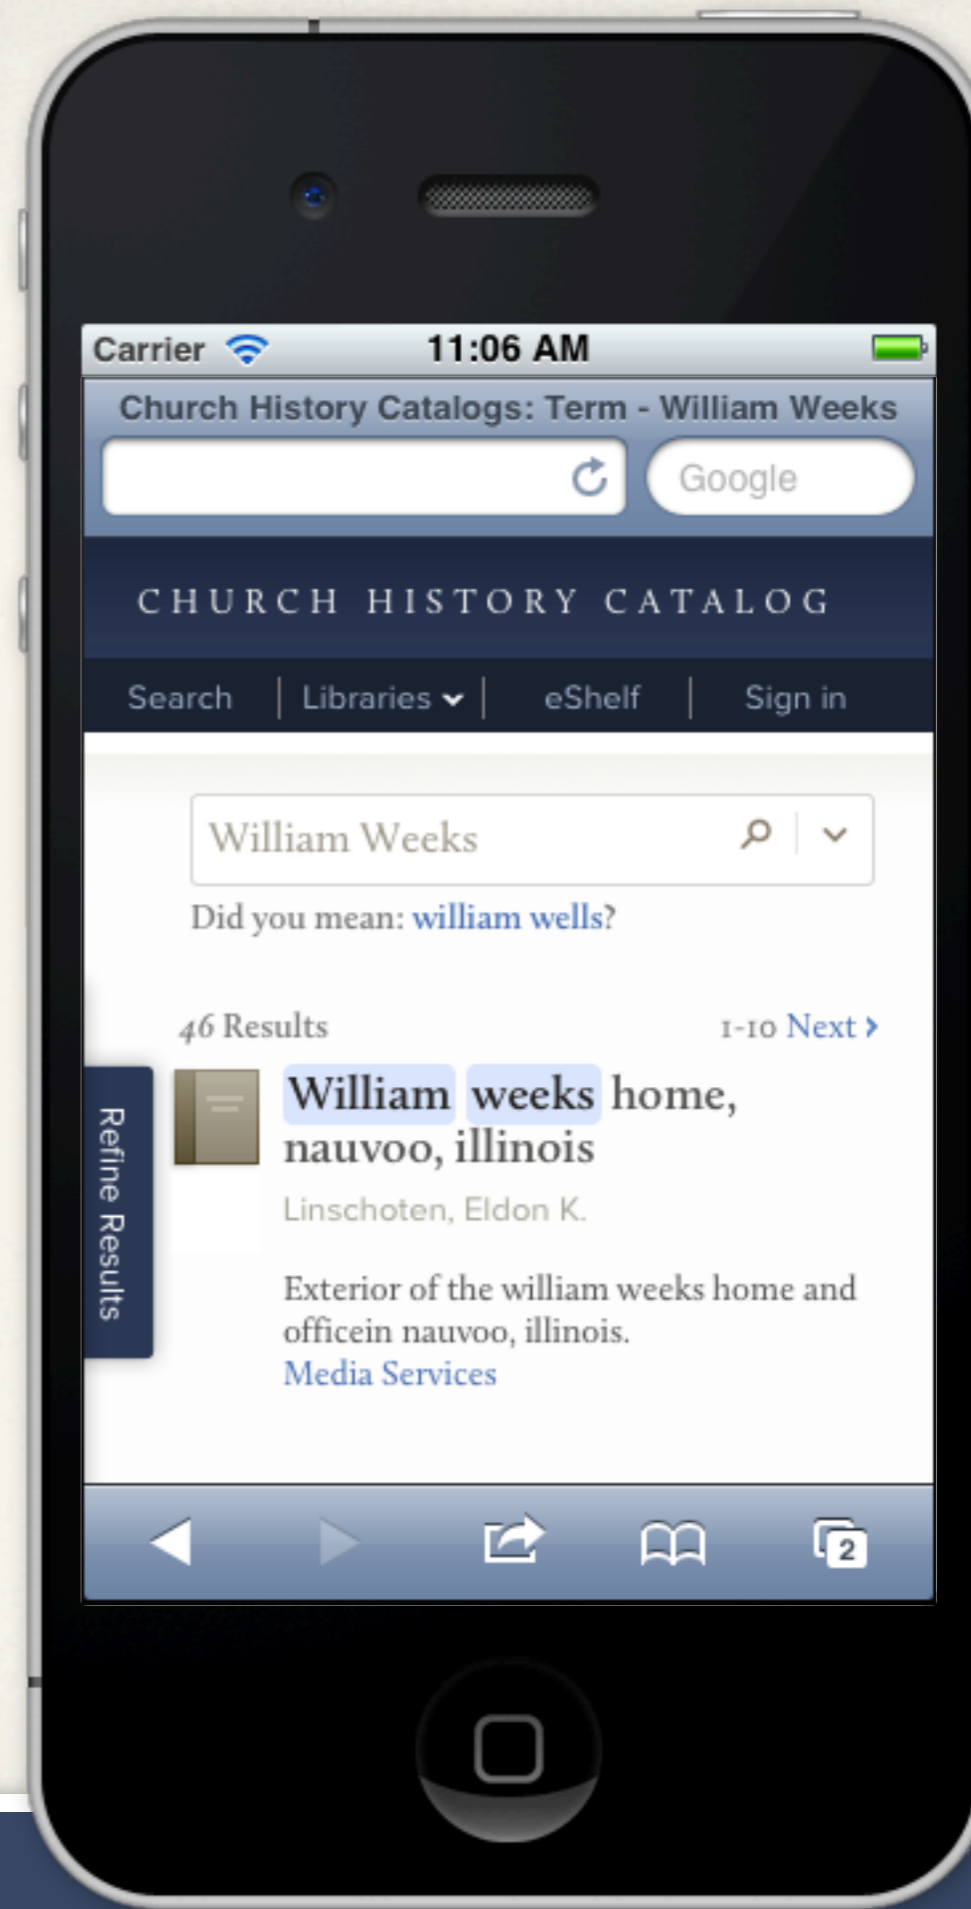 Carrier 11:06 AM
Church History Catalogs: Term - William Weeks
Google
CHURCH HISTORY CATALOG
Search Libraries eShelf Sign in
William Weeks
Did you mean: william wells?
46 Results 1-10 Next ›
William weeks home,
nauvoo, illinois
Linschoten, Eldon K.
Exterior of the william weeks home and
officein nauvoo, illinois.
Media Services
Refine Results
2